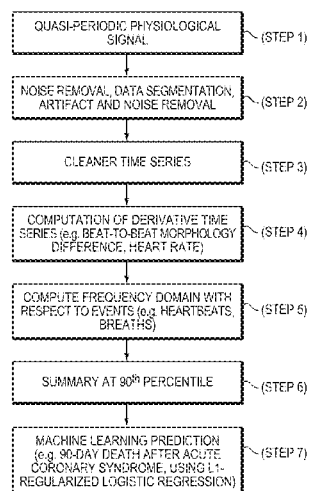 QUASI-PERIODIC PHYSIOLOGICAL
SIGNAL
(STEP 1)
NOISE REMOVAL, DATA SEGMENTATION,
ARTIFACT AND NOISE REMOVAL
(STEP 2)
CLEANER TIME SERIES
(STEP 3)
COMPUTATION OF DERIVATIVE TIME
SERIES (e.g. BEAT-TO-BEAT MORPHOLOGY
DIFFERENCE, HEART RATE)
(STEP 4)
COMPUTE FREQUENCY DOMAIN WITH
RESPECT TO EVENTS (e.g. HEARTBEATS,
BREATHS)
(STEP 5)
SUMMARY AT 90th PERCENTILE
(STEP 6)
MACHINE LEARNING PREDICTION
(e.g. 90-DAY DEATH AFTER ACUTE
CORONARY SYNDROME, USING L1-
REGULARIZED LOGISTIC REGRESSION)
(STEP 7)